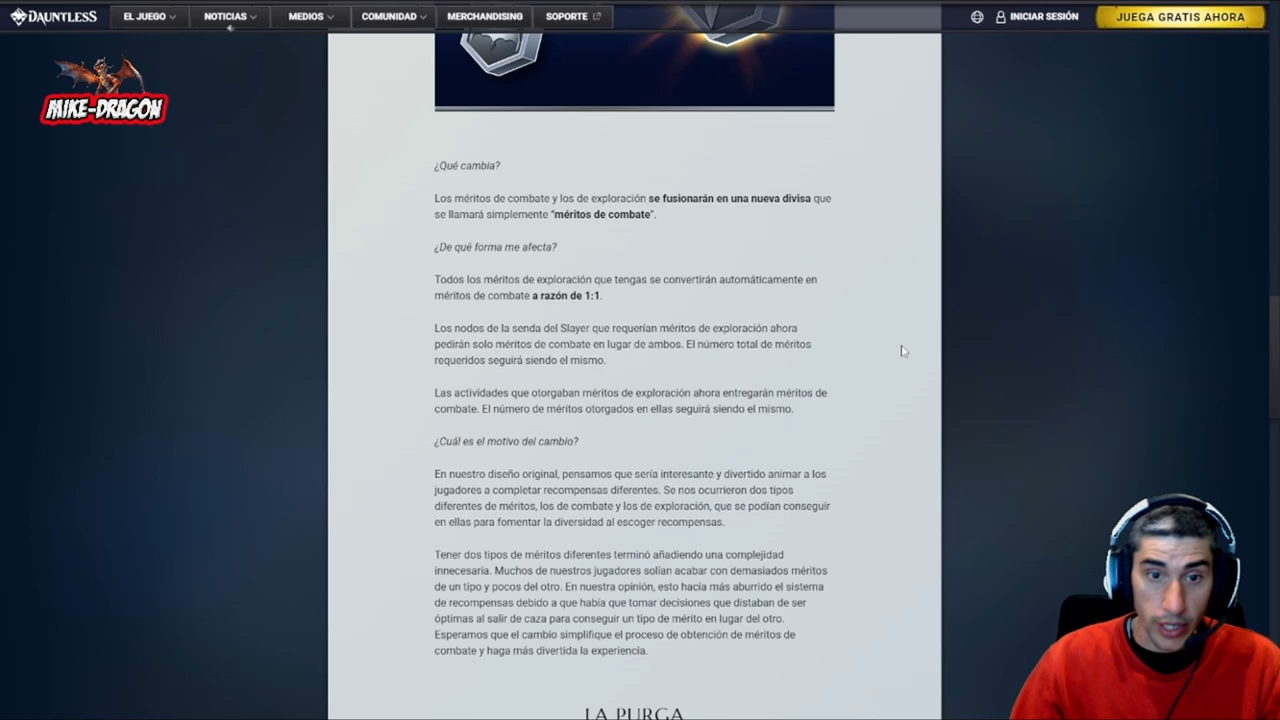 DAUNTLESS EL JUEGO NOTICIAS MEDIOS COMUNIDAD MERCHANDISING SOPORTE INICIAR SESIÓN JUEGA GRATIS AHORA
MIKE-DRAGON
¿Qué cambia?
Los méritos de combate y los de exploración se fusionarán en una nueva divisa que
se llamará simplemente "méritos de combate".
¿De qué forma me afecta?
Todos los méritos de exploración que tengas se convertirán automáticamente en
méritos de combate a razón de 1:1.
Los nodos de la senda del Slayer que requerían méritos de exploración ahora
pedirán solo méritos de combate en lugar de ambos. El número total de méritos
requeridos seguirá siendo el mismo.
Las actividades que otorgaban méritos de exploración ahora entregarán méritos de
combate. El número de méritos otorgados en ellas seguirá siendo el mismo.
¿Cuál es el motivo del cambio?
En nuestro diseño original, pensamos que sería interesante y divertido animar a los
jugadores a completar recompensas diferentes. Se nos ocurrieron dos tipos
diferentes de méritos, los de combate y los de exploración, que se podían conseguir
en ellas para fomentar la diversidad al escoger recompensas.
Tener dos tipos de méritos diferentes terminó añadiendo una complejidad
innecesaria. Muchos de nuestros jugadores solían acabar con demasiados méritos
de un tipo y pocos del otro. En nuestra opinión, esto hacía más aburrido el sistema
de recompensas debido a que había que tomar decisiones que distaban de ser
óptimas al salir de caza para conseguir un tipo de mérito en lugar del otro.
Esperamos que el cambio simplifique el proceso de obtención de méritos de
combate y haga más divertida la experiencia.
LA PURGA